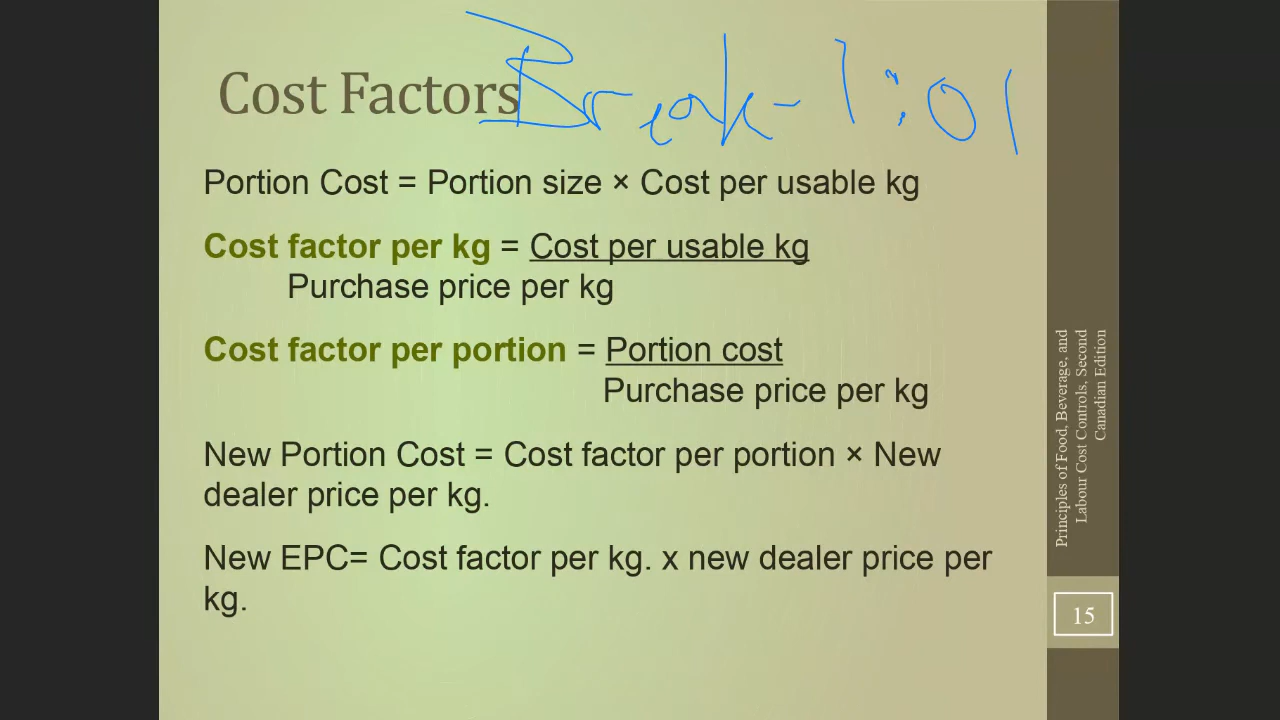 Cost Factors Break - 1:01
Portion Cost = Portion size × Cost per usable kg
Cost factor per kg = Cost per usable kg
Purchase price per kg
Cost factor per portion = Portion cost
Purchase price per kg
New Portion Cost = Cost factor per portion × New
dealer price per kg.
New EPC= Cost factor per kg. x new dealer price per
kg.
Principles of Food, Beverage, and
Labour Cost Controls, Second
Canadian Edition
15